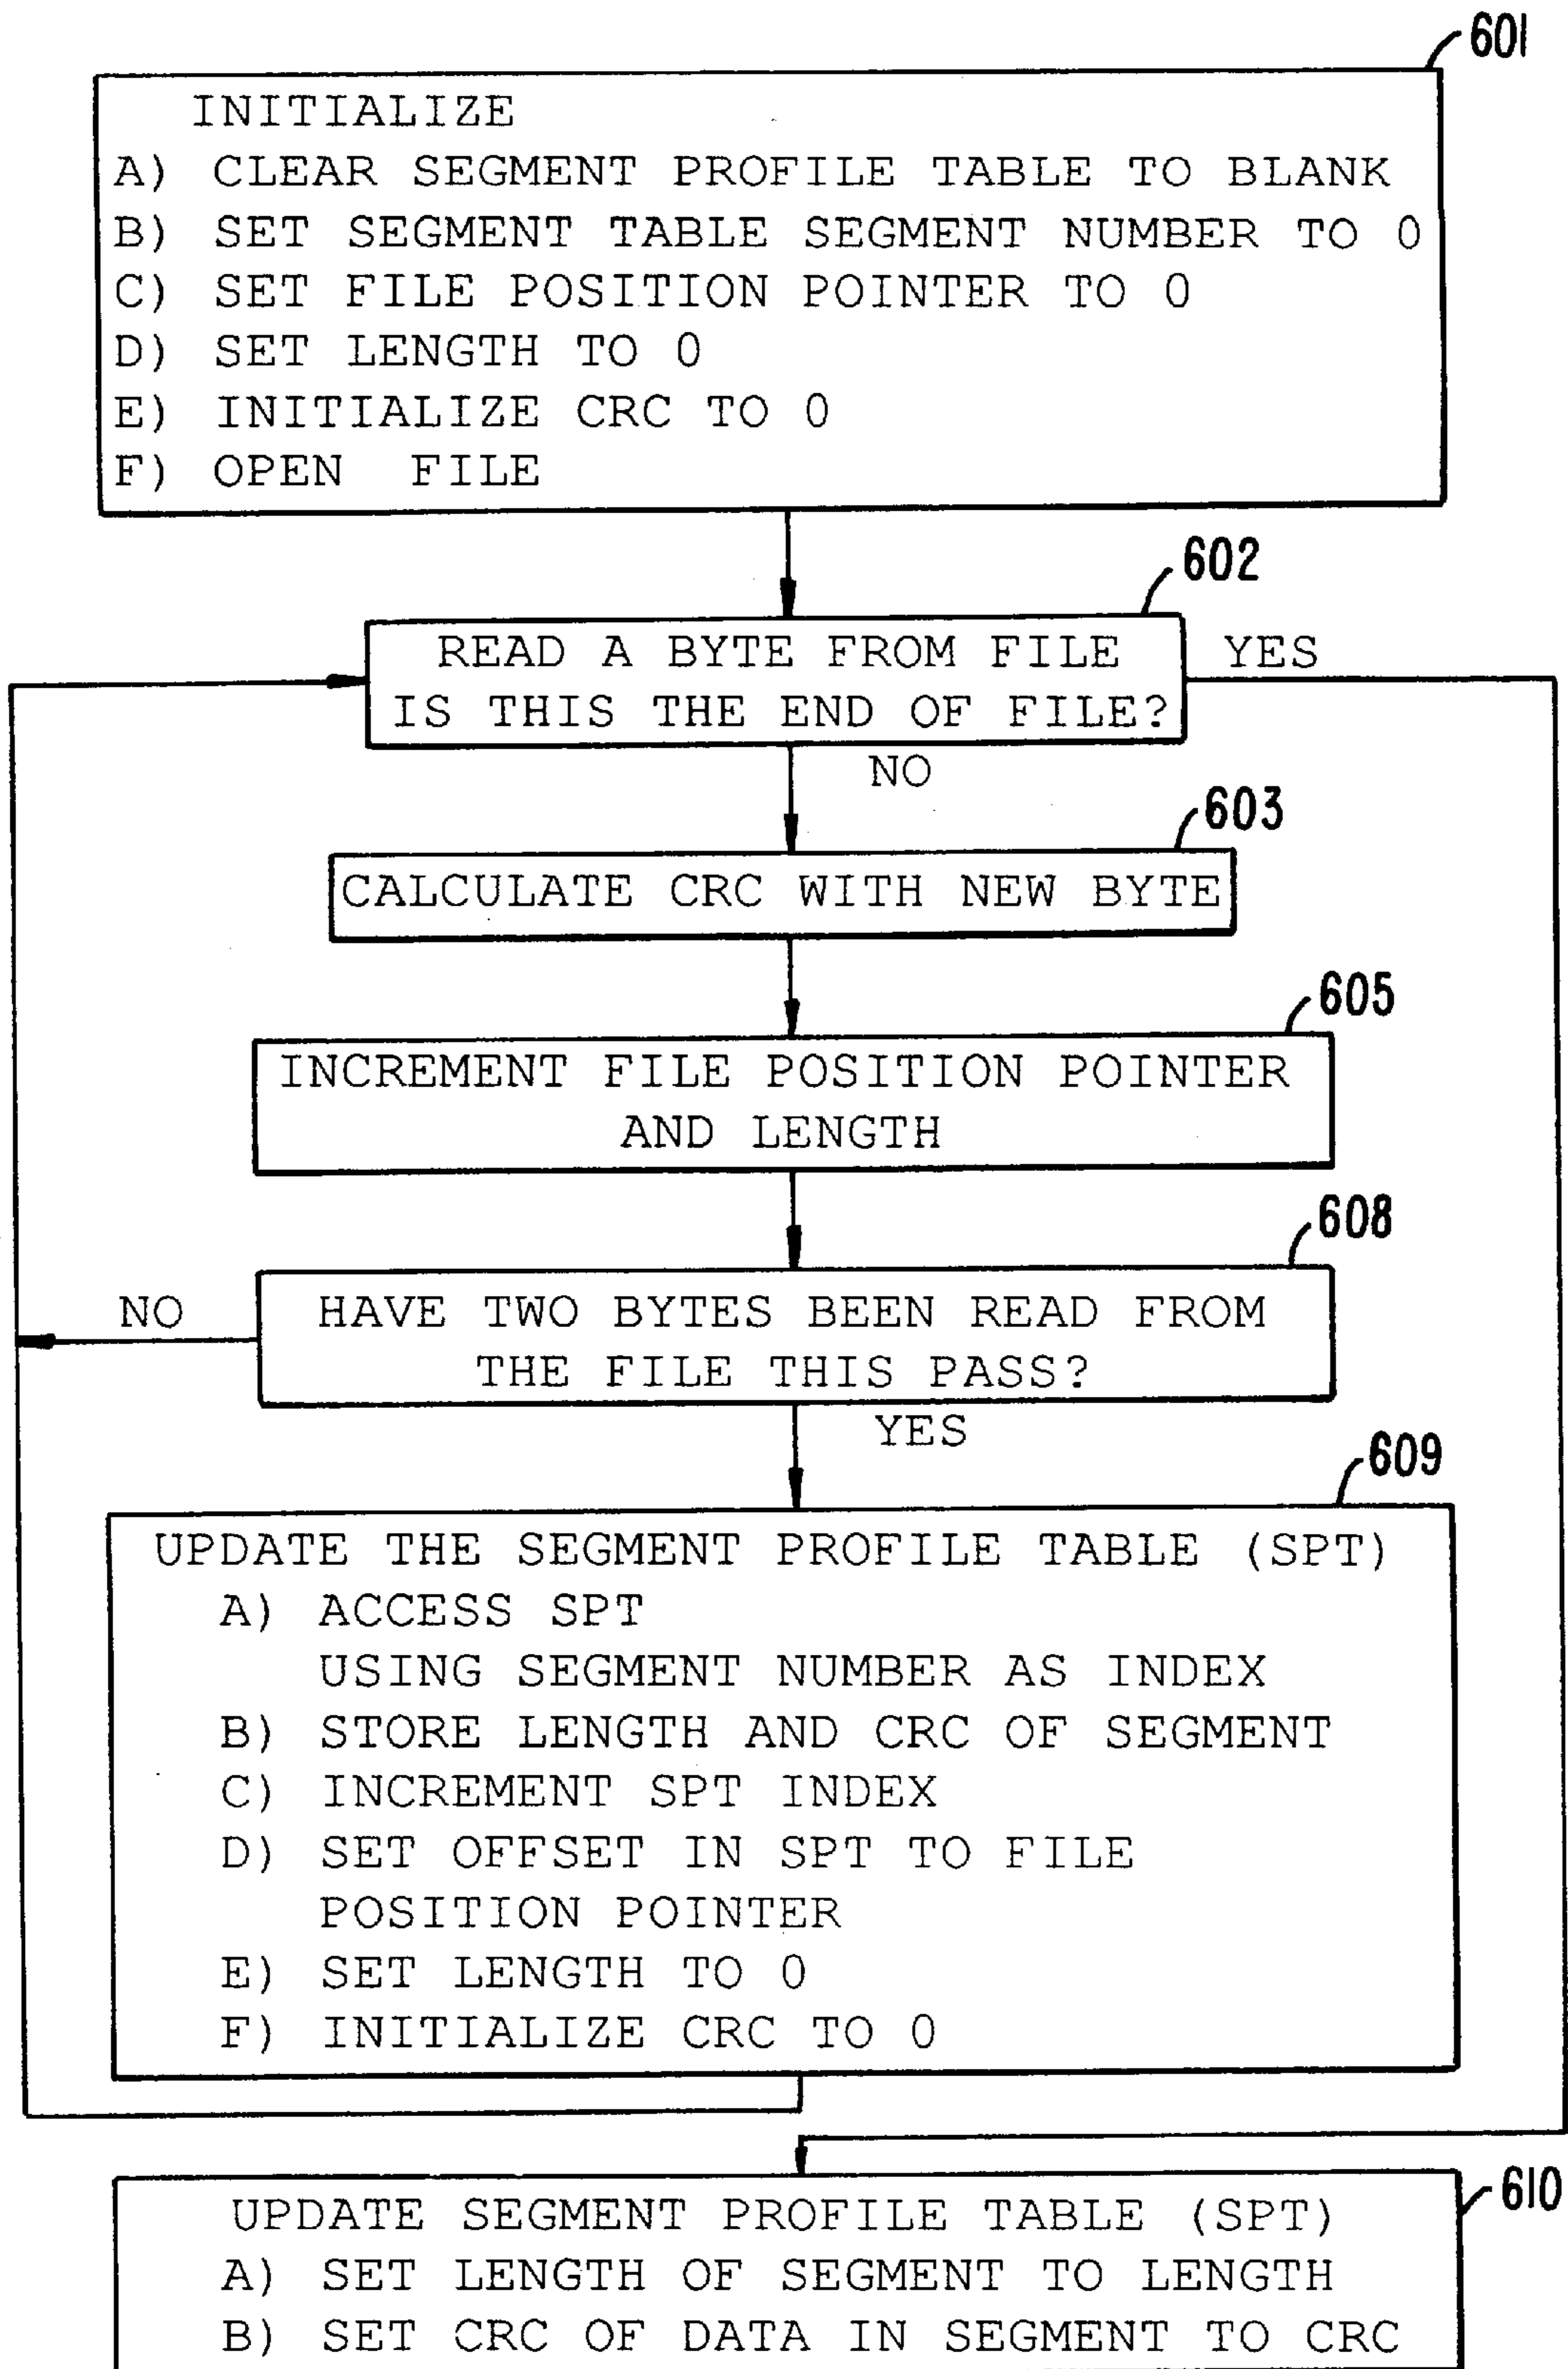 601
INITIALIZE
A) CLEAR SEGMENT PROFILE TABLE TO BLANK
B) SET SEGMENT TABLE SEGMENT NUMBER TO 0
C) SET FILE POSITION POINTER TO 0
D) SET LENGTH TO 0
E) INITIALIZE CRC TO 0
F) OPEN FILE
602
READ A BYTE FROM FILE
IS THIS THE END OF FILE?
YES
NO
603
CALCULATE CRC WITH NEW BYTE
605
INCREMENT FILE POSITION POINTER
AND LENGTH
608
NO
HAVE TWO BYTES BEEN READ FROM
THE FILE THIS PASS?
YES
609
UPDATE THE SEGMENT PROFILE TABLE (SPT)
A) ACCESS SPT
USING SEGMENT NUMBER AS INDEX
B) STORE LENGTH AND CRC OF SEGMENT
C) INCREMENT SPT INDEX
D) SET OFFSET IN SPT TO FILE
POSITION POINTER
E) SET LENGTH TO 0
F) INITIALIZE CRC TO 0
610
UPDATE SEGMENT PROFILE TABLE (SPT)
A) SET LENGTH OF SEGMENT TO LENGTH
B) SET CRC OF DATA IN SEGMENT TO CRC